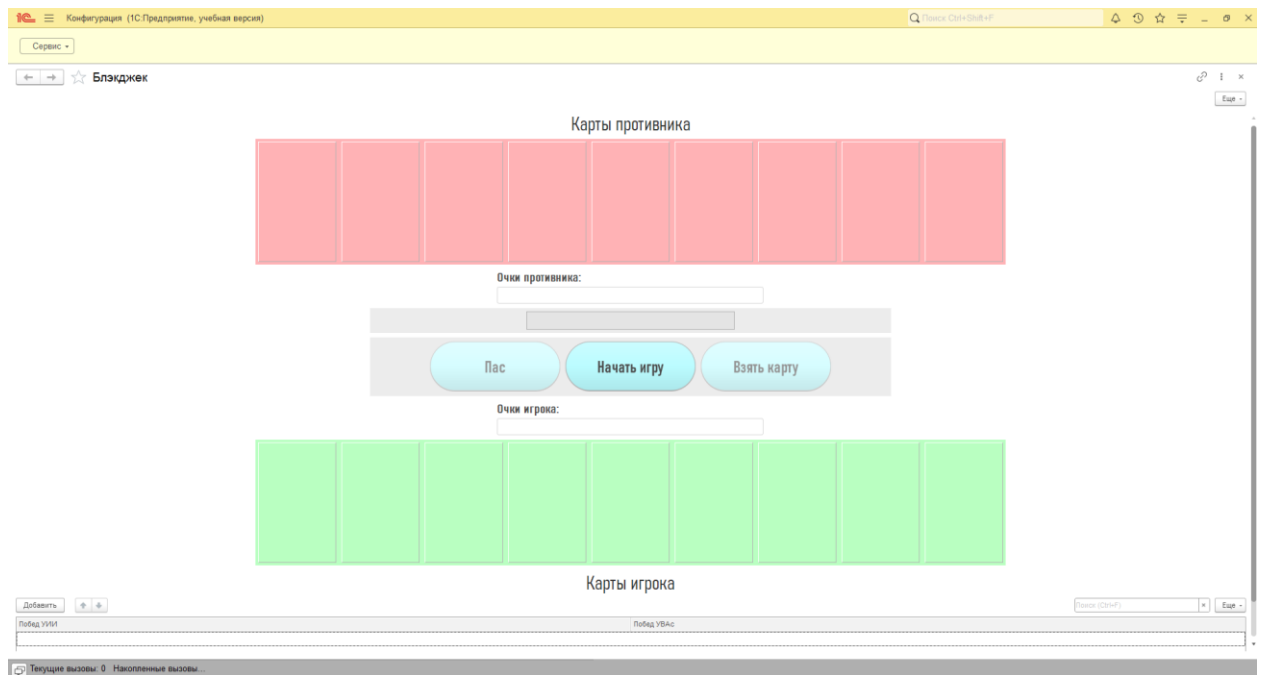 1С Конфигурация (1С:Предприятие, учебная версия) Поиск Ctrl+Shift+F
Сервис
Блэкджек
Еще
Карты противника
Очки противника:
Пас Начать игру Взять карту
Очки игрока:
Карты игрока
Добавить Поиск (Ctrl+F) × Еще
Побед УИИ Побед УВАс
Текущие вызовы: 0 Накопленные вызовы...